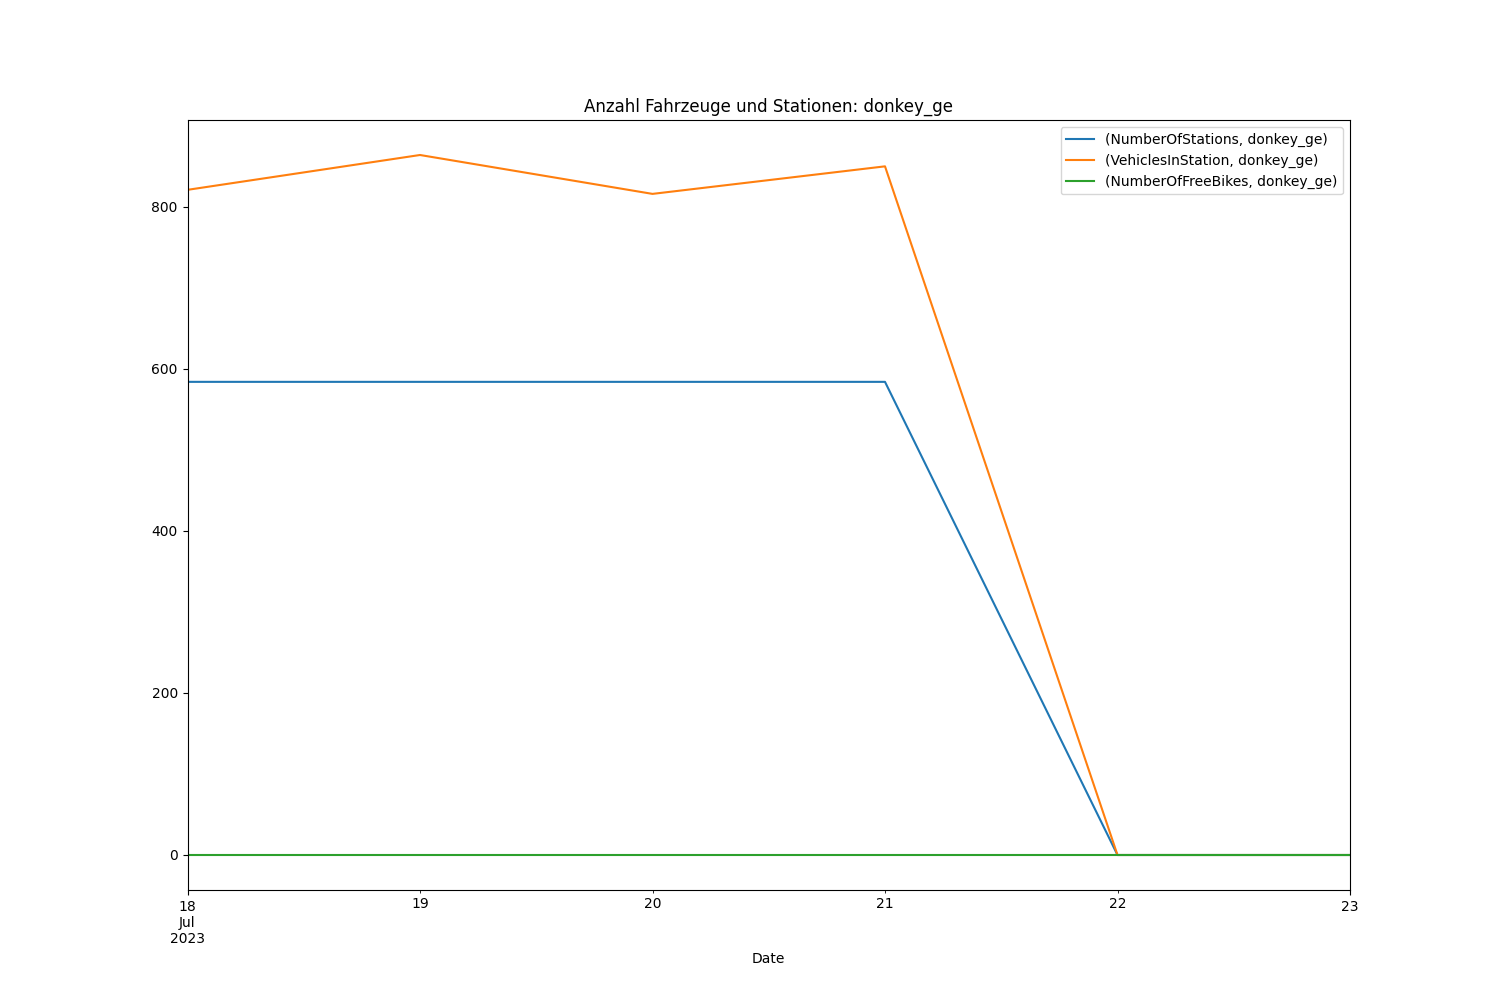 Anzahl Fahrzeuge und Stationen: donkey_ge
(NumberOfStations, donkey_ge)
(VehiclesInStation, donkey_ge)
(NumberOfFreeBikes, donkey_ge)
800
600
400
200
0
18 19 20 21 22 23
Jul
2023
Date